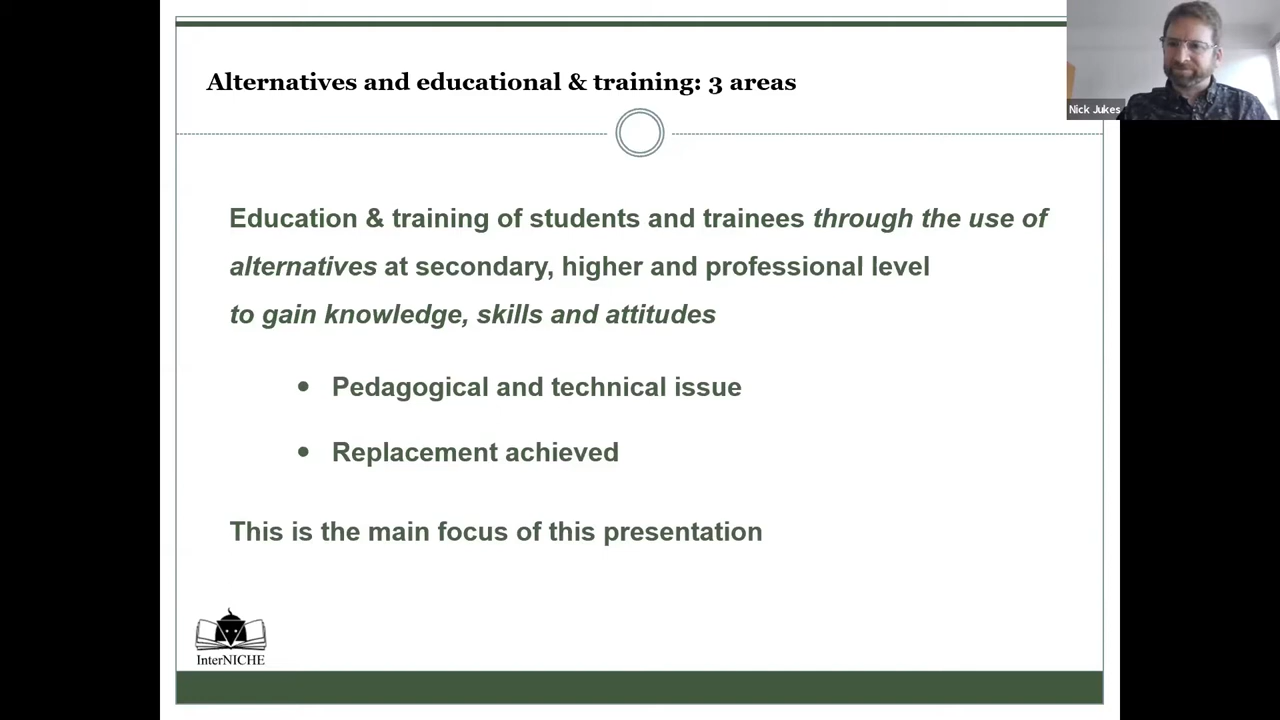 Alternatives and educational & training: 3 areas
Nick Jukes
Education & training of students and trainees through the use of
alternatives at secondary, higher and professional level
to gain knowledge, skills and attitudes
• Pedagogical and technical issue
• Replacement achieved
This is the main focus of this presentation
InterNICHE